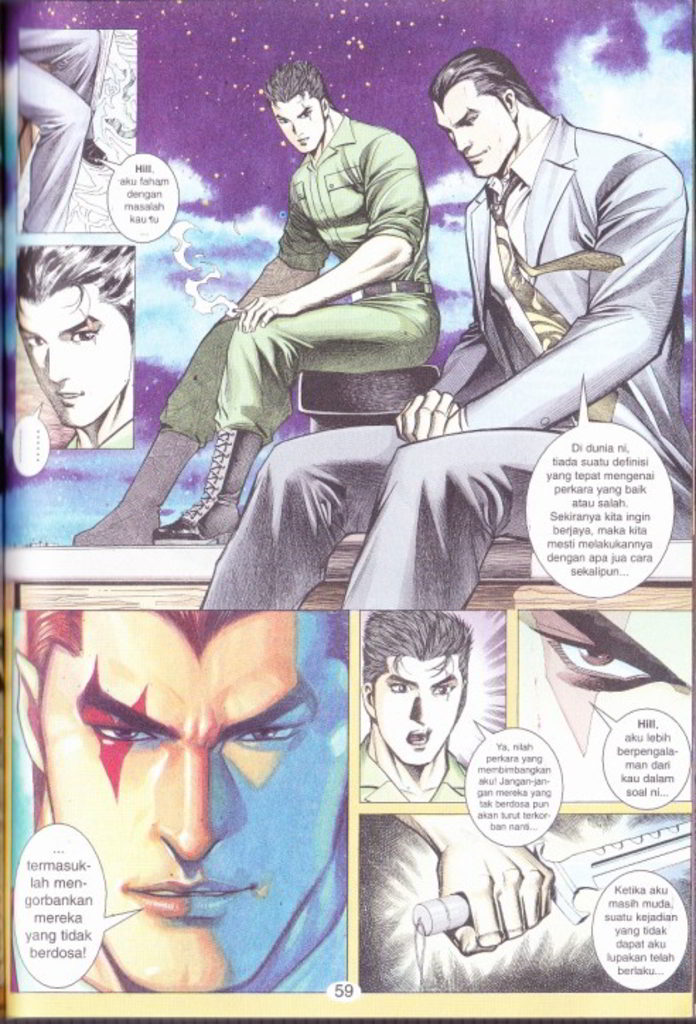 Hiill,
aku faham
dengan
masalah
kau tu
...
......
Di dunia ni,
tiada suatu definisi
yang tepat mengenai
perkara yang baik
atau salah.
Sekiranya kita ingin
berjaya, maka kita
mesti melakukannya
dengan apa jua cara
sekalipun...
...
termasuk-
lah men-
gorbankan
mereka
yang tidak
berdosa!
Ya, nilah
perkara yang
membimbangkan
aku! Jangan-jan-
gan mereka yang
tak berdosa pun
akan turut terkor-
ban nanti...
Hiill,
aku lebih
berpengala-
man dari
kau dalam
soal ni...
Ketika aku
masih muda,
suatu kejadian
yang tidak
dapat aku
lupakan telah
berlaku...
59